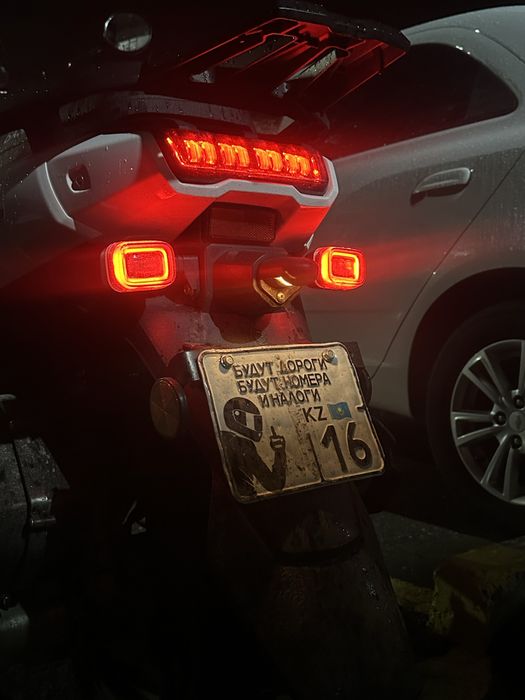 БУДУТ ДОРОГИ
БУДУТ НОМЕРА
И НАЛОГИ
KZ
16